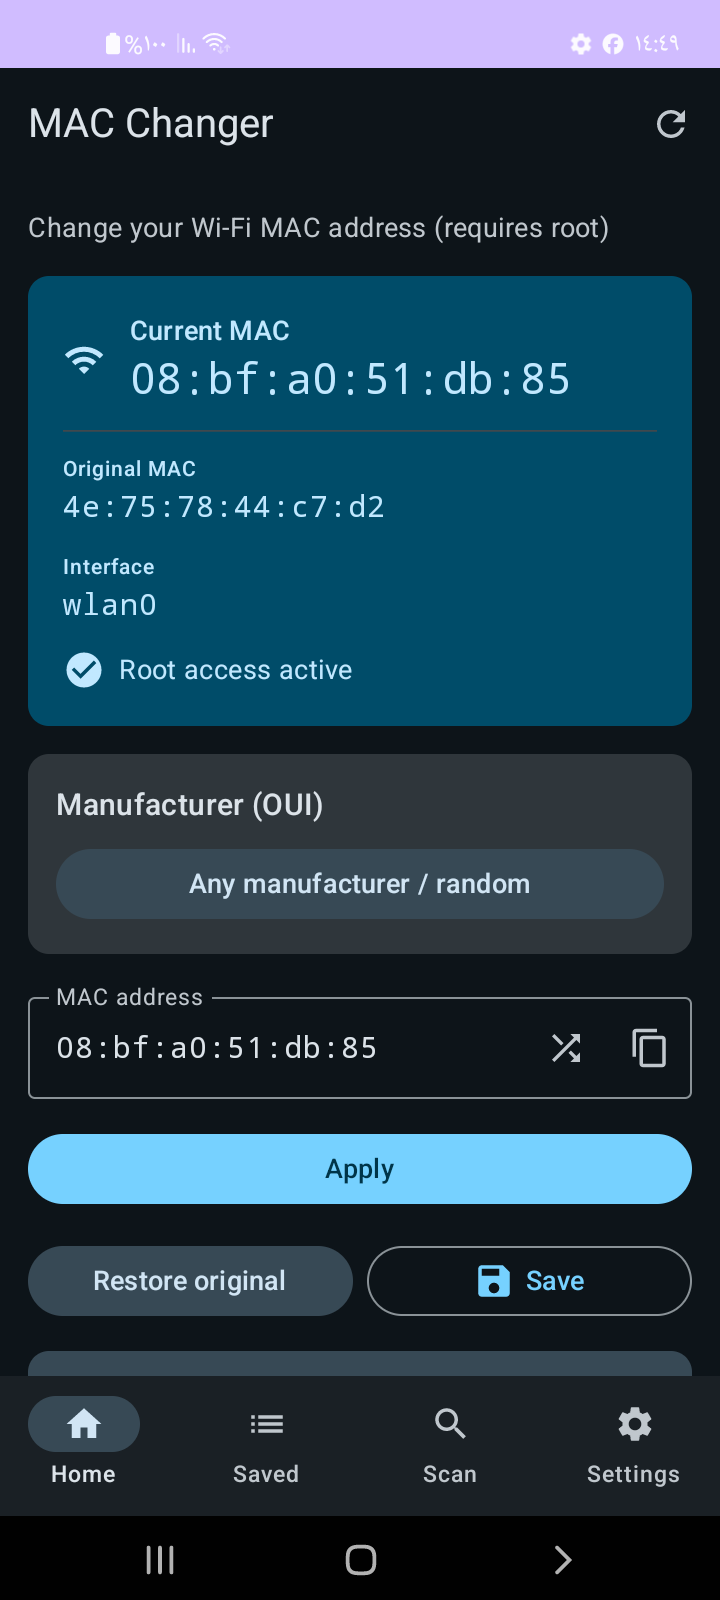 %١٠٠
١٤:٤٩
MAC Changer
Change your Wi-Fi MAC address (requires root)
Current MAC
08:bf:a0:51:db:85
Original MAC
4e:75:78:44:c7:d2
Interface
wlan0
Root access active
Manufacturer (OUI)
Any manufacturer / random
MAC address
08:bf:a0:51:db:85
Apply
Restore original
Save
Home
Saved
Scan
Settings